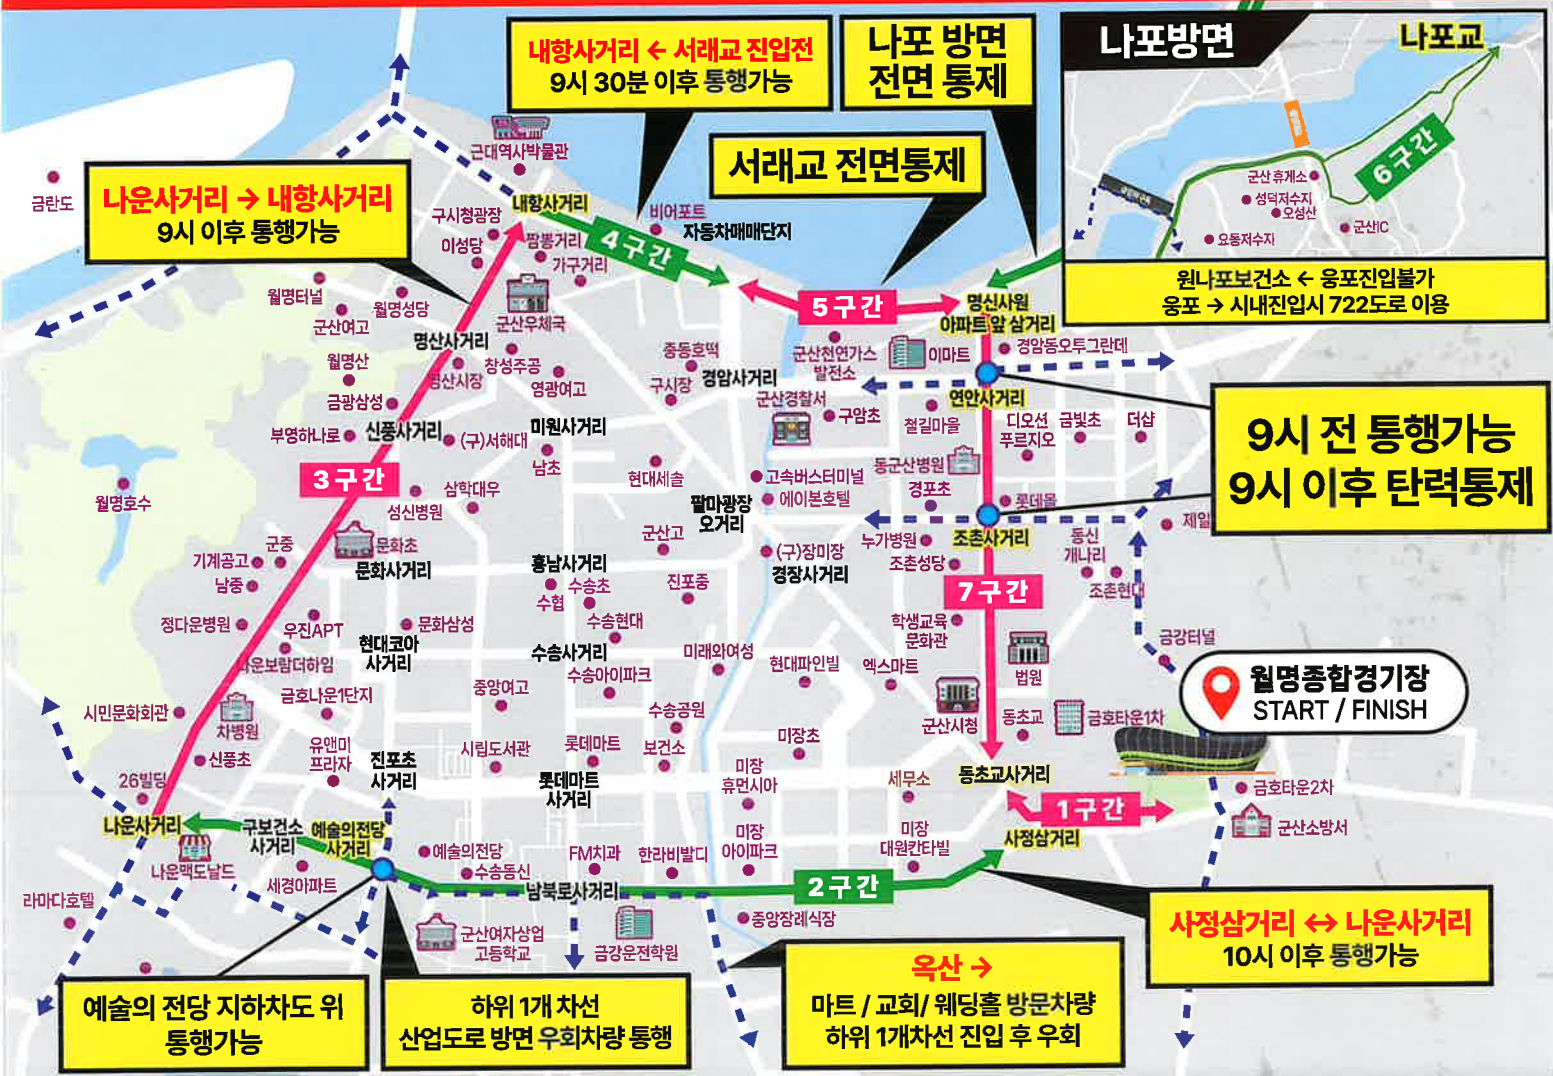 내항사거리 ← 서래교 진입전
9시 30분 이후 통행가능
나포 방면
전면 통제
나포방면
나포교
6구간
군산 휴게소
성덕저수지
오성산
군산IC
요동저수지
원나포보건소 ← 웅포진입불가
웅포 → 시내진입시 722도로 이용
서래교 전면통제
나운사거리 → 내항사거리
9시 이후 통행가능
금란도
근대역사박물관
내항사거리
구시청광장
이성당
짬뽕거리
가구거리
비어포트
자동차매매단지
4구간
5구간
명신사원
아파트 앞 삼거리
월명터널
군산여고
월명성당
군산우체국
명산사거리
창성주공
영광여고
월명산
금광삼성
부영하나로
신풍사거리
(구)서해대
미원사거리
남초
중동호떡
구시장
경암사거리
군산천연가스
발전소
이마트
경암동오투그란데
연안사거리
군산경찰서
구암초
철길마을
디오션
푸르지오
금빛초
더샵
동군산병원
경포초
롯데몰
9시 전 통행가능
9시 이후 탄력통제
3구간
월명호수
삼학대우
섬신병원
현대세솔
고속버스터미널
에이본호텔
팔마광장
오거리
군산고
문화초
문화사거리
군중
기계공고
남중
흥남사거리
수송초
수협
진포중
(구)장미장
경장사거리
누가병원
조촌성당
조촌사거리
동신
개나리
조촌현대
7구간
정다운병원
우진APT
문화삼성
현대코아
사거리
수송현대
수송사거리
수송아이파크
미래와여성
현대파인빌
엑스마트
학생교육
문화관
법원
금강터널
월명종합경기장
START / FINISH
금호나운1단지
중앙여고
시민문화회관
차병원
신풍초
유앤미
프라자
진포초
사거리
시립도서관
롯데마트
롯데마트
사거리
수송공원
보건소
미장초
미장
휴먼시아
군산시청
동초교
금호타운1차
동초교사거리
세무소
26빌딩
나운사거리
구보건소
사거리
예술의전당
사거리
나운맥도날드
세경아파트
예술의전당
수송동신
FM치과
한라비발디
미장
아이파크
미장
대원칸타빌
1구간
사정삼거리
금호타운2차
군산소방서
라마다호텔
남북로사거리
2구간
군산여자상업
고등학교
금강운전학원
중앙장례식장
사정삼거리 ↔ 나운사거리
10시 이후 통행가능
예술의 전당 지하차도 위
통행가능
하위 1개 차선
산업도로 방면 우회차량 통행
옥산 →
마트 / 교회/ 웨딩홀 방문차량
하위 1개차선 진입 후 우회